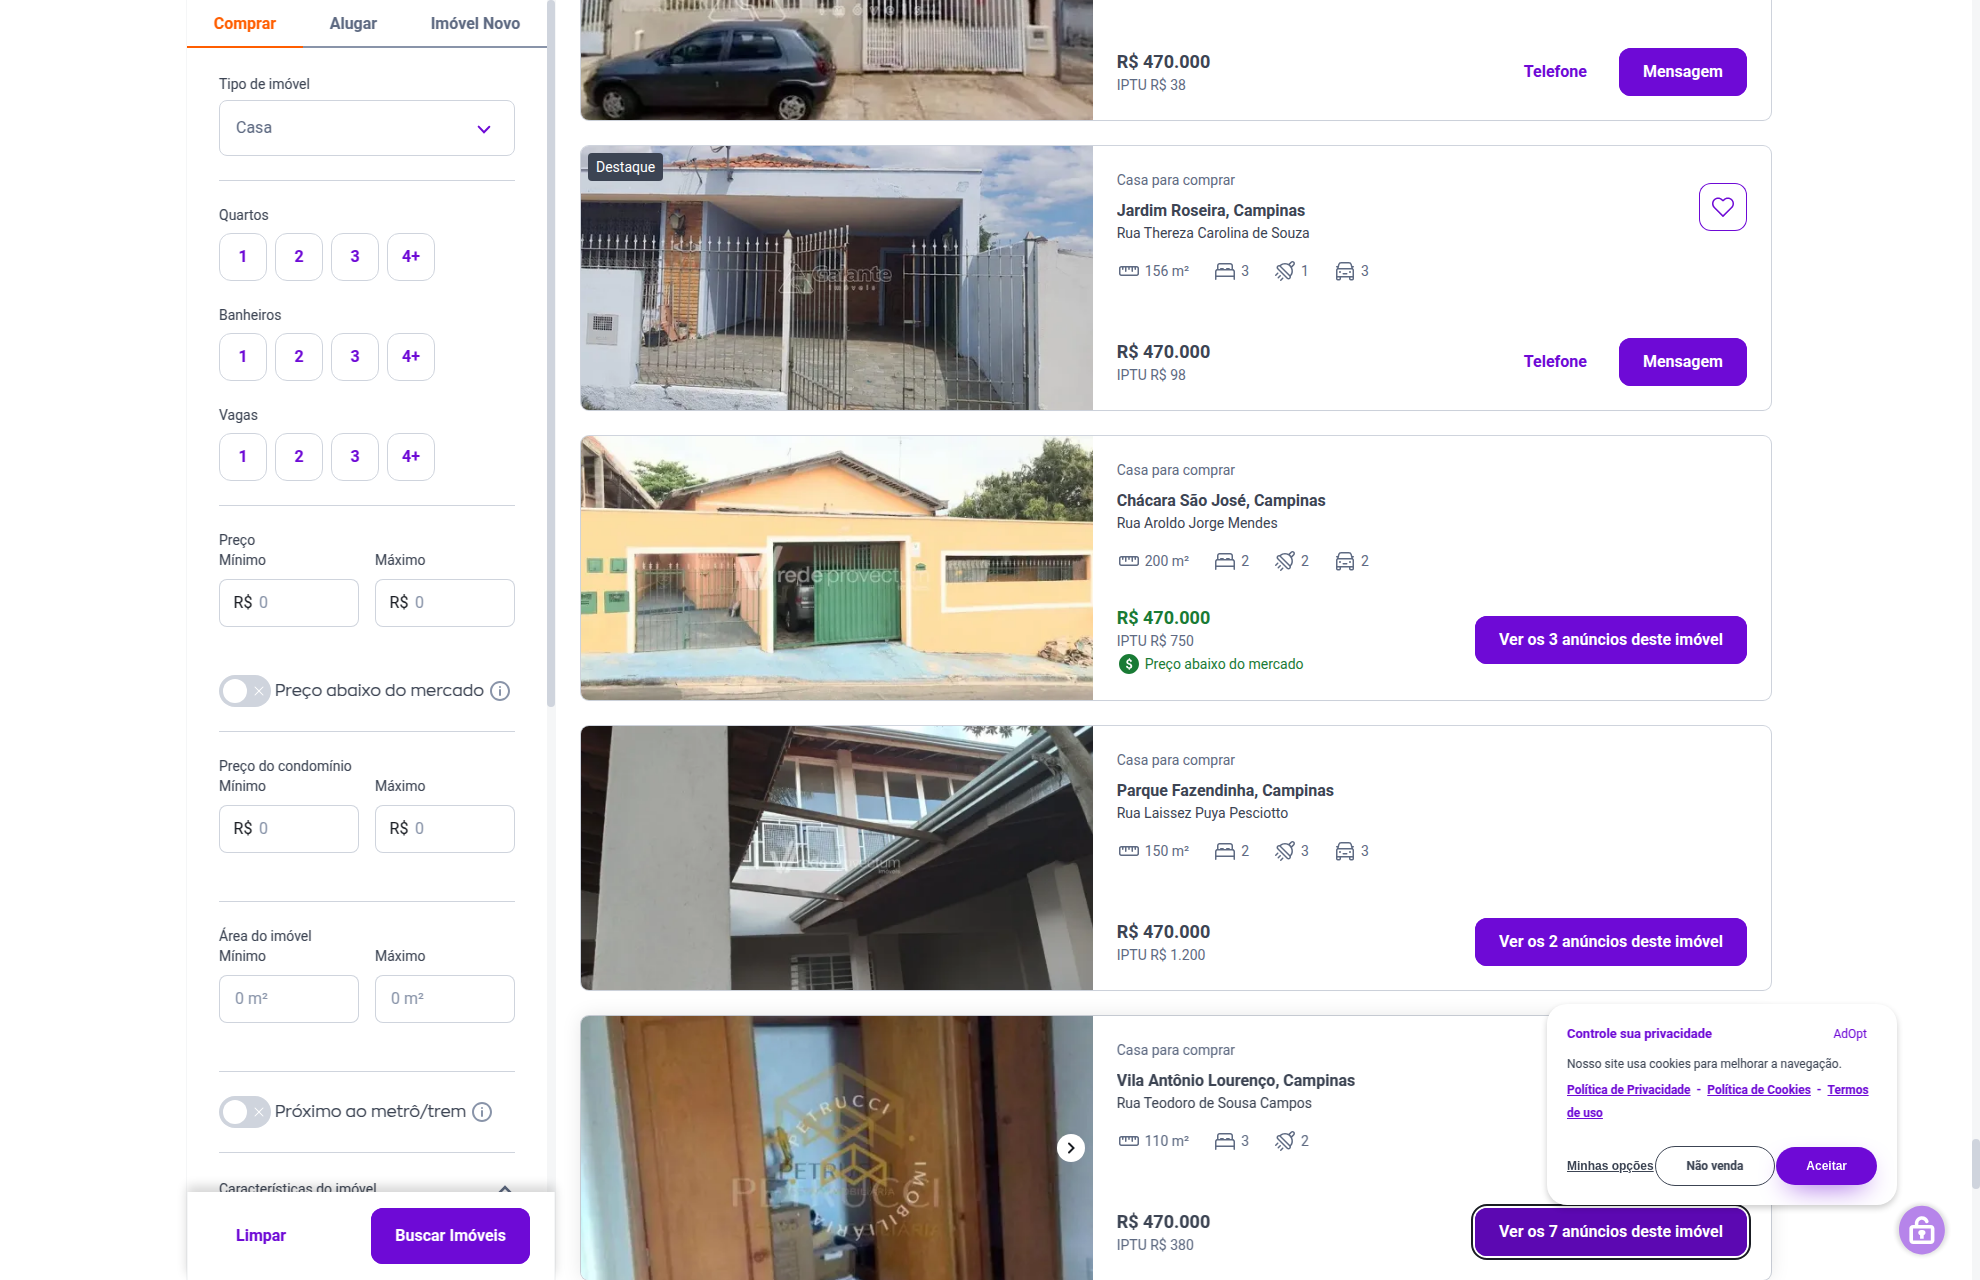 Comprar
Alugar
Imóvel Novo
Tipo de imóvel
Casa
Quartos
1
2
3
4+
Banheiros
1
2
3
4+
Vagas
1
2
3
4+
Preço
Mínimo
Máximo
R$ 0
R$ 0
Preço abaixo do mercado
Preço do condomínio
Mínimo
Máximo
R$ 0
R$ 0
Área do imóvel
Mínimo
Máximo
0 m²
0 m²
Próximo ao metrô/trem
Características do imóvel
Limpar
Buscar Imóveis
R$ 470.000
IPTU R$ 38
Telefone
Mensagem
Destaque
Galante
imóveis
Casa para comprar
Jardim Roseira, Campinas
Rua Thereza Carolina de Souza
156 m²
3
1
3
R$ 470.000
IPTU R$ 98
Telefone
Mensagem
rede provectum
Casa para comprar
Chácara São José, Campinas
Rua Aroldo Jorge Mendes
200 m²
2
2
2
R$ 470.000
IPTU R$ 750
Preço abaixo do mercado
Ver os 3 anúncios deste imóvel
Casa para comprar
Parque Fazendinha, Campinas
Rua Laissez Puya Pesciotto
150 m²
2
3
3
R$ 470.000
IPTU R$ 1.200
Ver os 2 anúncios deste imóvel
PETRUCCI
IMOBILIÁRIA
PETRUCCI
Casa para comprar
Vila Antônio Lourenço, Campinas
Rua Teodoro de Sousa Campos
110 m²
3
2
R$ 470.000
IPTU R$ 380
Ver os 7 anúncios deste imóvel
Controle sua privacidade
AdOpt
Nosso site usa cookies para melhorar a navegação.
Política de Privacidade - Política de Cookies - Termos
de uso
Minhas opções
Não venda
Aceitar